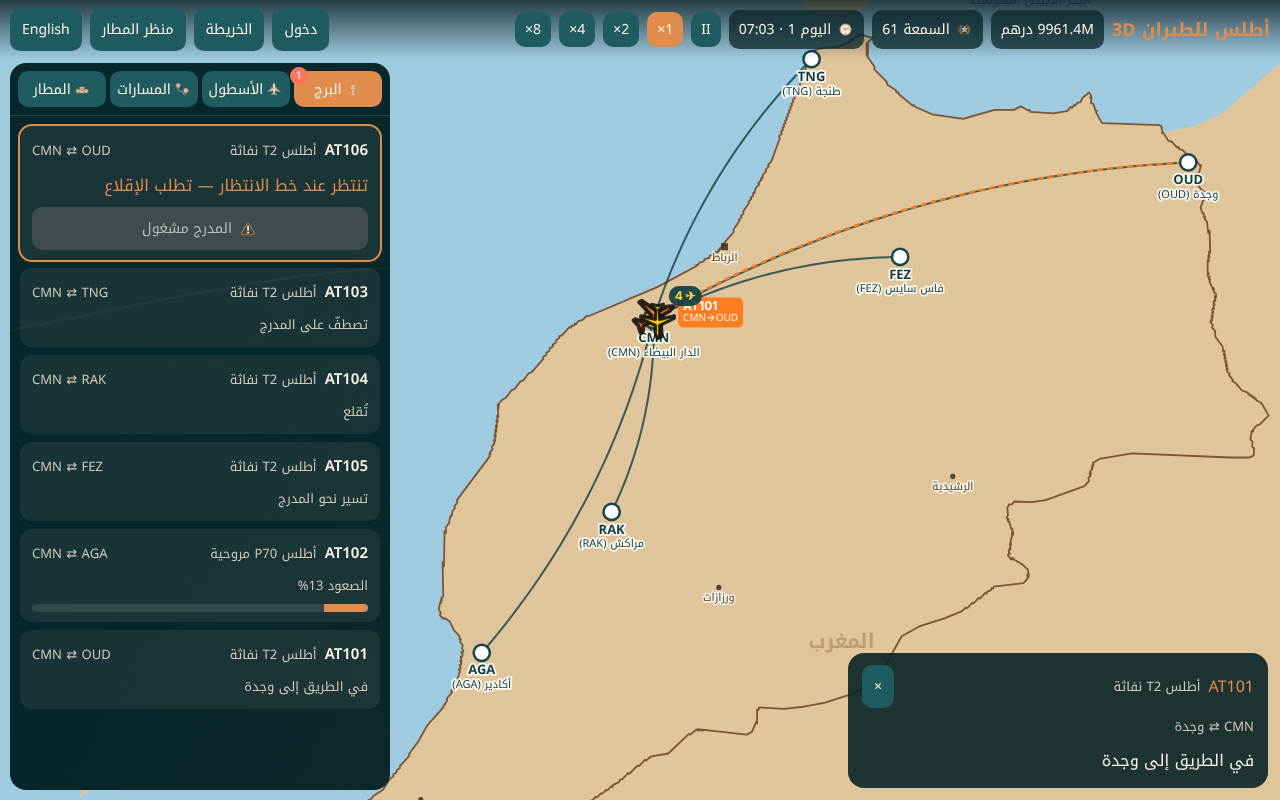 أطلس للطيران 3D
9961.4M درهم
السمعة 61
اليوم 1 · 07:03
II
×1
×2
×4
×8
دخول
الخريطة
منظر المطار
English
البرج
1
الأسطول
المسارات
المطار
AT106 أطلس T2 نفاثة
CMN ⇄ OUD
تنتظر عند خط الانتظار — تطلب الإقلاع
المدرج مشغول
AT103 أطلس T2 نفاثة
CMN ⇄ TNG
تصطفّ على المدرج
AT104 أطلس T2 نفاثة
CMN ⇄ RAK
تُقلع
AT105 أطلس T2 نفاثة
CMN ⇄ FEZ
تسير نحو المدرج
AT102 أطلس P70 مروحية
CMN ⇄ AGA
الصعود 13%
AT101 أطلس T2 نفاثة
CMN ⇄ OUD
في الطريق إلى وجدة
TNG
طنجة (TNG)
OUD
وجدة (OUD)
الرباط
FEZ
فاس سايس (FEZ)
4 ✈
AT101
CMN→OUD
CMN
الدار البيضاء (CMN)
الرشيدية
RAK
مراكش (RAK)
ورزازات
المغرب
AGA
أكادير (AGA)
AT101 أطلس T2 نفاثة
×
CMN ⇄ وجدة
في الطريق إلى وجدة